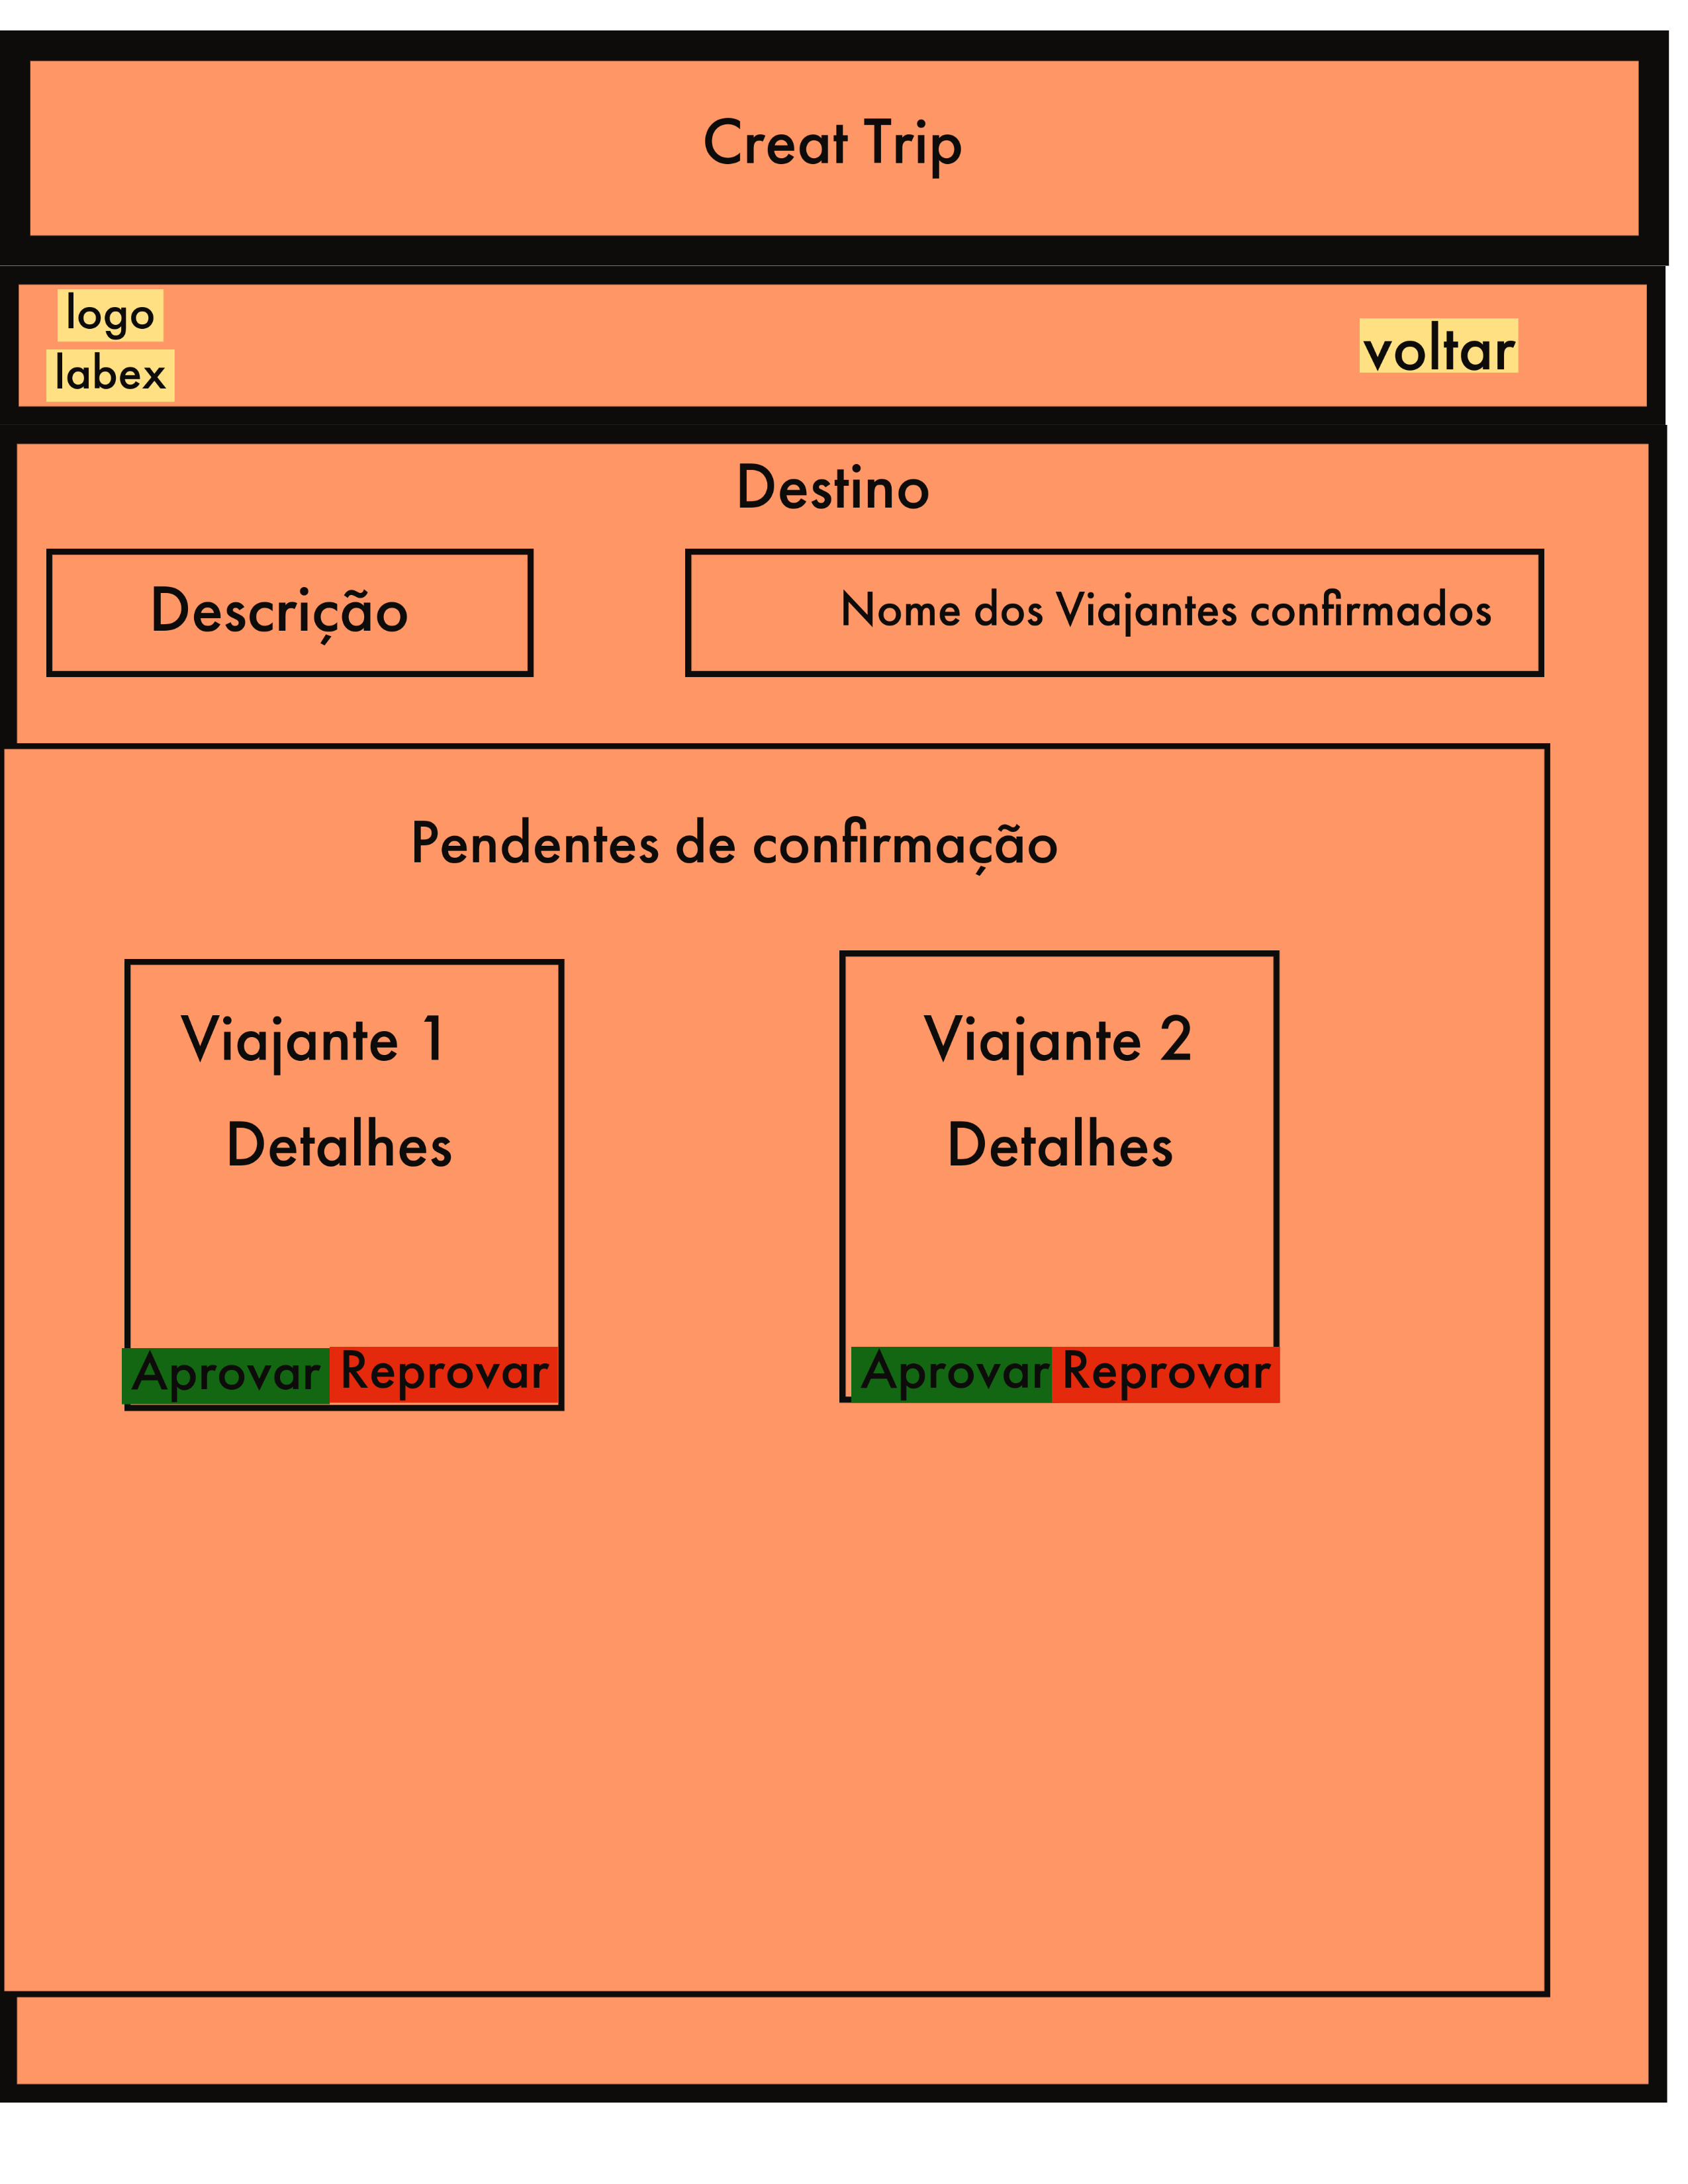 Creat Trip
logo
labex
voltar
Destino
Descrição
Nome dos Viajantes confirmados
Pendentes de confirmação
Viajante 1
Detalhes
Aprovar Reprovar
Viajante 2
Detalhes
Aprovar Reprovar